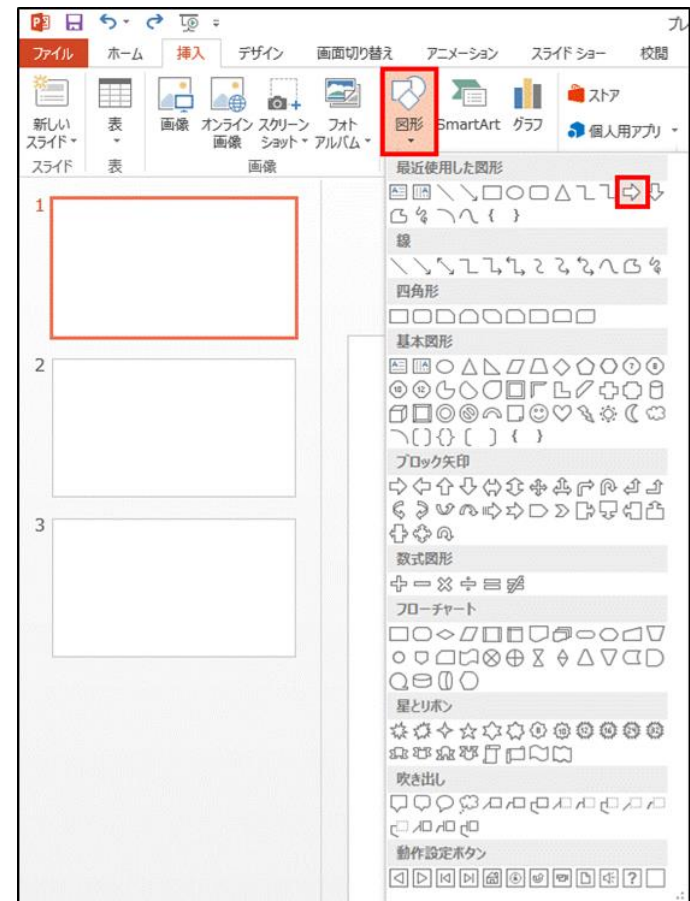 プレ
ファイル ホーム 挿入 デザイン 画面切り替え アニメーション スライド ショー 校閲
新しい
スライド
表
画像
オンライン
画像
スクリーン
ショット
フォト
アルバム
図形
SmartArt
グラフ
ストア
個人用アプリ
スライド 表 画像
最近使用した図形
線
四角形
基本図形
ブロック矢印
数式図形
フローチャート
星とリボン
吹き出し
動作設定ボタン
1
2
3